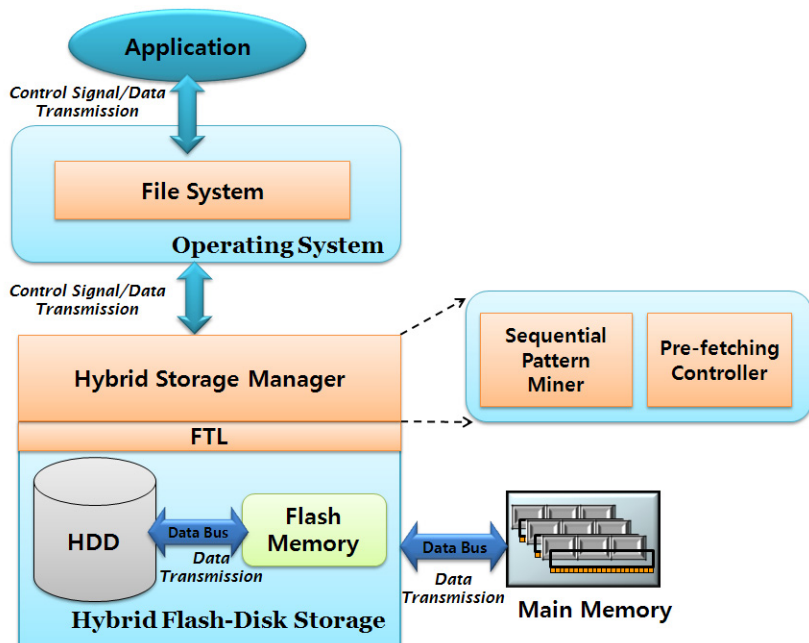 Application
Control Signal/Data
Transmission
File System
Operating System
Control Signal/Data
Transmission
Hybrid Storage Manager
Sequential
Pattern
Miner
Pre-fetching
Controller
FTL
HDD
Data Bus
Data
Transmission
Flash
Memory
Data Bus
Data
Transmission
Main Memory
Hybrid Flash-Disk Storage